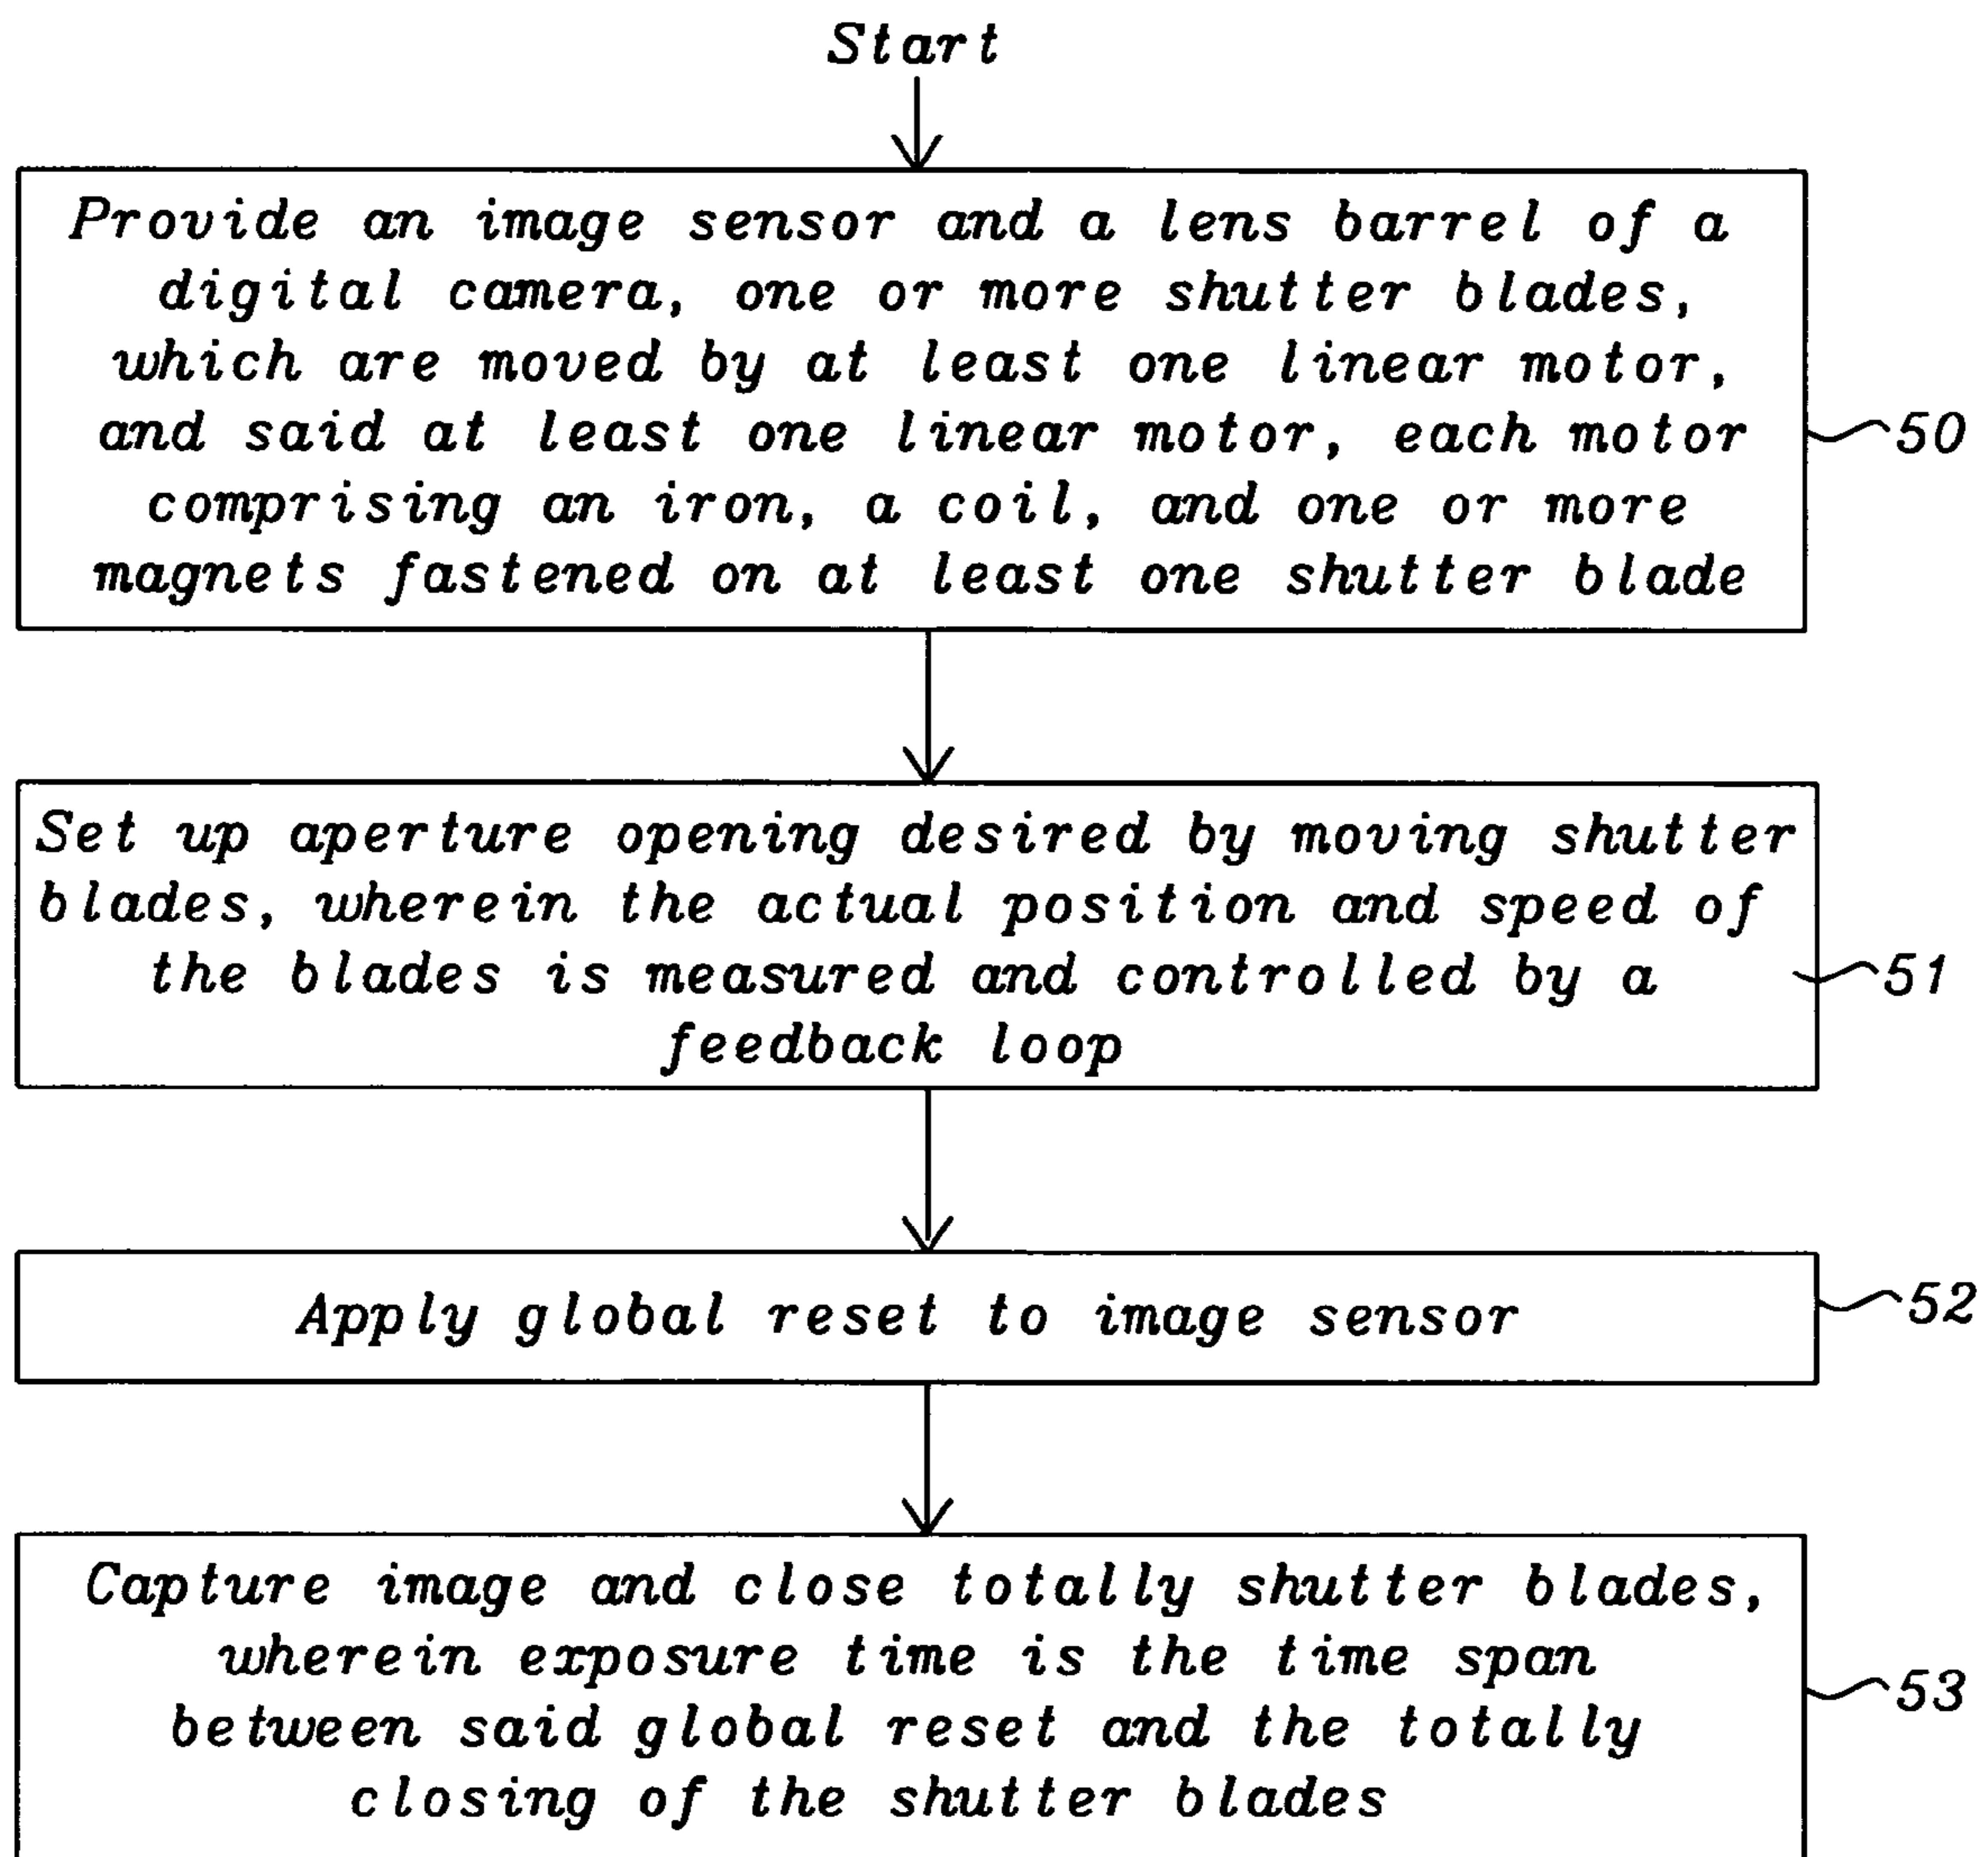 Start
Provide an image sensor and a lens barrel of a
digital camera, one or more shutter blades,
which are moved by at least one linear motor,
and said at least one linear motor, each motor
comprising an iron, a coil, and one or more
magnets fastened on at least one shutter blade
50
Set up aperture opening desired by moving shutter
blades, wherein the actual position and speed of
the blades is measured and controlled by a
feedback loop
51
Apply global reset to image sensor
52
Capture image and close totally shutter blades,
wherein exposure time is the time span
between said global reset and the totally
closing of the shutter blades
53